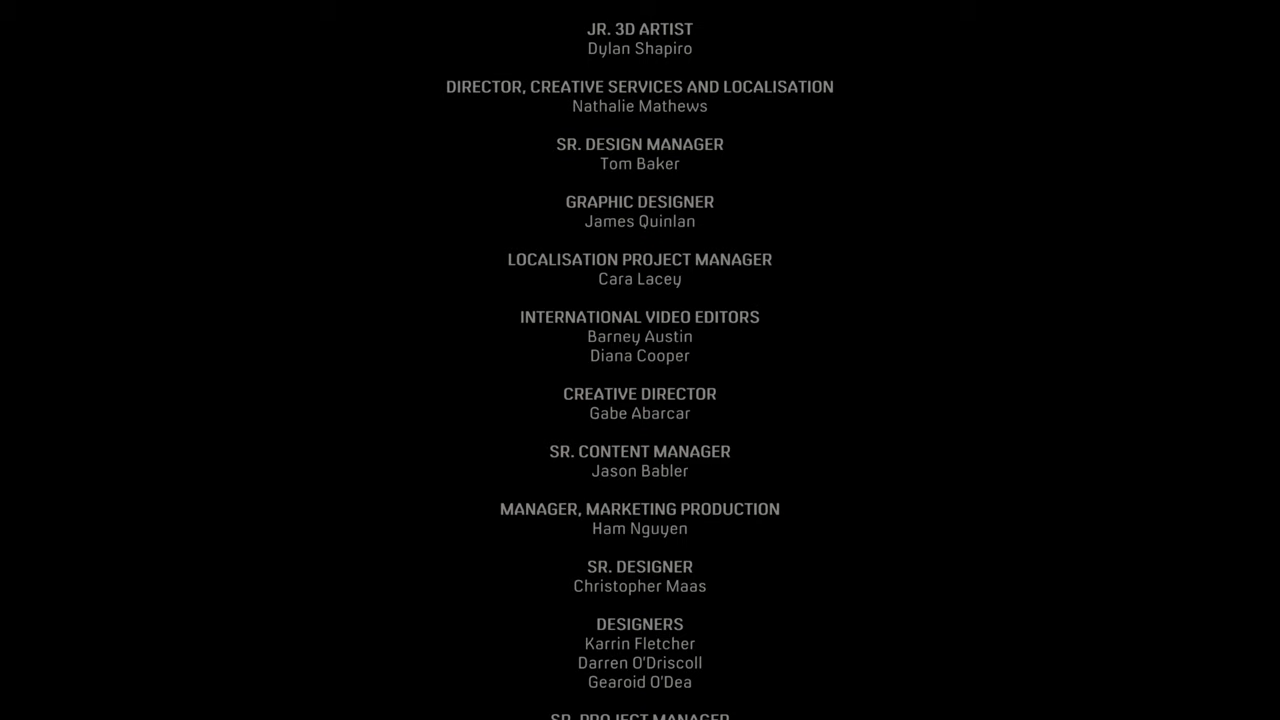 JR. 3D ARTIST
Dylan Shapiro
DIRECTOR, CREATIVE SERVICES AND LOCALISATION
Nathalie Mathews
SR. DESIGN MANAGER
Tom Baker
GRAPHIC DESIGNER
James Quinlan
LOCALISATION PROJECT MANAGER
Cara Lacey
INTERNATIONAL VIDEO EDITORS
Barney Austin
Diana Cooper
CREATIVE DIRECTOR
Gabe Abarcar
SR. CONTENT MANAGER
Jason Babler
MANAGER, MARKETING PRODUCTION
Ham Nguyen
SR. DESIGNER
Christopher Maas
DESIGNERS
Karrin Fletcher
Darren O'Driscoll
Gearoid O'Dea
SR. PROJECT MANAGER